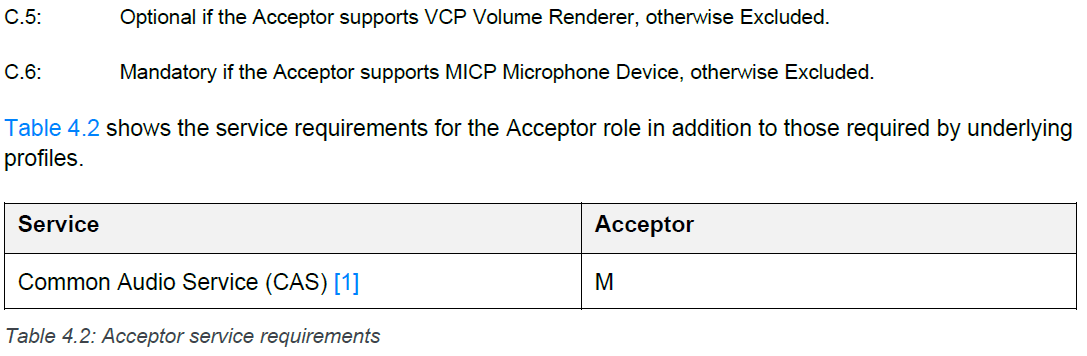 C.5: Optional if the Acceptor supports VCP Volume Renderer, otherwise Excluded.
C.6: Mandatory if the Acceptor supports MICP Microphone Device, otherwise Excluded.
Table 4.2 shows the service requirements for the Acceptor role in addition to those required by underlying
profiles.
Service Acceptor
Common Audio Service (CAS) [1] M
Table 4.2: Acceptor service requirements